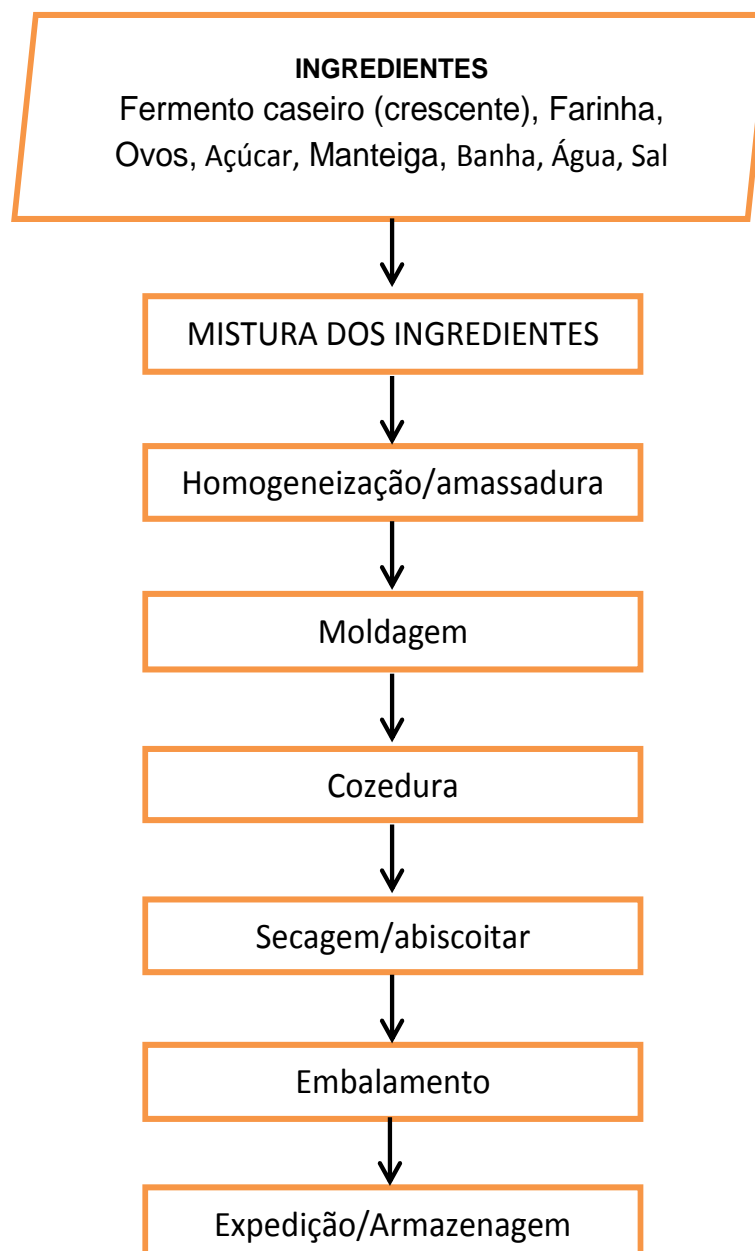 INGREDIENTES
Fermento caseiro (crescente), Farinha,
Ovos, Açúcar, Manteiga, Banha, Água, Sal
MISTURA DOS INGREDIENTES
Homogeneização/amassadura
Moldagem
Cozedura
Secagem/abiscoitar
Embalamento
Expedição/Armazenagem